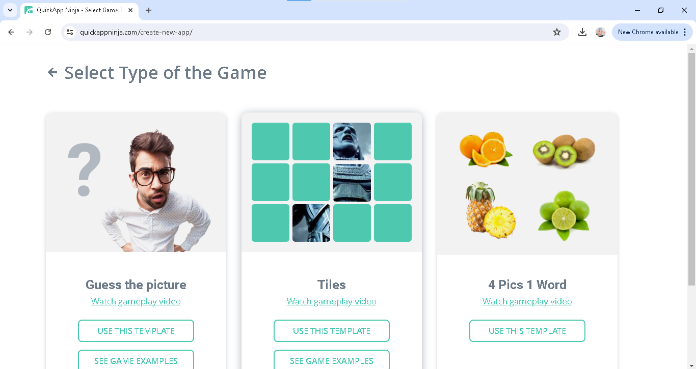 QuickApp Ninja - Select Game
quickappninja.com/create-new-app/
New Chrome available
← Select Type of the Game
?
Guess the picture
Watch gameplay video
USE THIS TEMPLATE
SEE GAME EXAMPLES
Tiles
Watch gameplay video
USE THIS TEMPLATE
SEE GAME EXAMPLES
4 Pics 1 Word
Watch gameplay video
USE THIS TEMPLATE